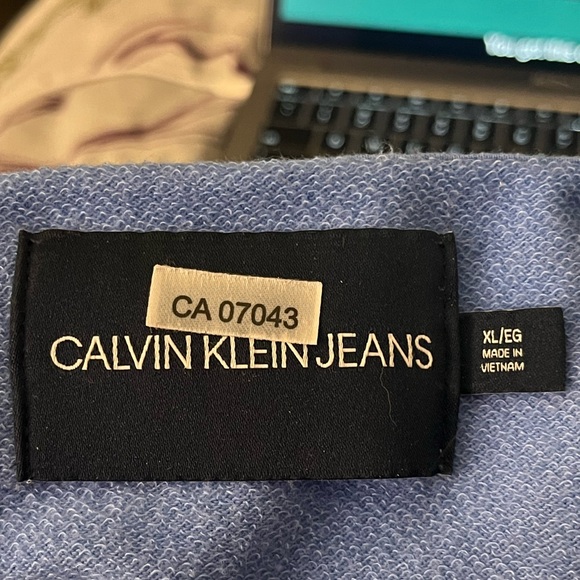 CA 07043
CALVIN KLEIN JEANS
XL/EG
MADE IN
VIETNAM